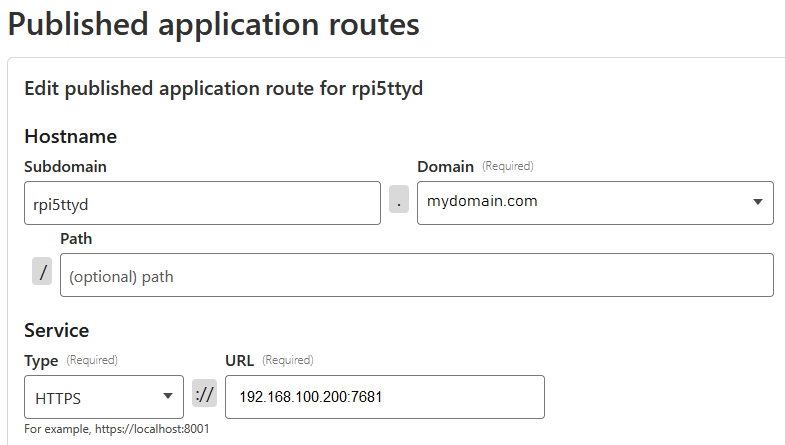 Published application routes
Edit published application route for rpi5ttyd
Hostname
Subdomain
Domain (Required)
rpi5ttyd
.
mydomain.com
Path
/
(optional) path
Service
Type (Required)
URL (Required)
HTTPS
://
192.168.100.200:7681
For example, https://localhost:8001